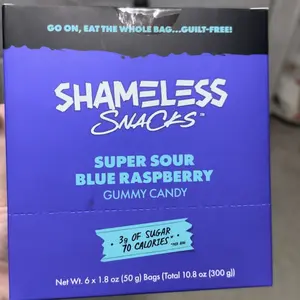 GO ON, EAT THE WHOLE BAG...GUILT-FREE!
SHAMELESS
SNACKS™
SUPER SOUR
BLUE RASPBERRY
GUMMY CANDY
3g OF SUGAR
70 CALORIES*
Net Wt. 6 x 1.8 oz (50 g) Bags (Total 10.8 oz (300 g))